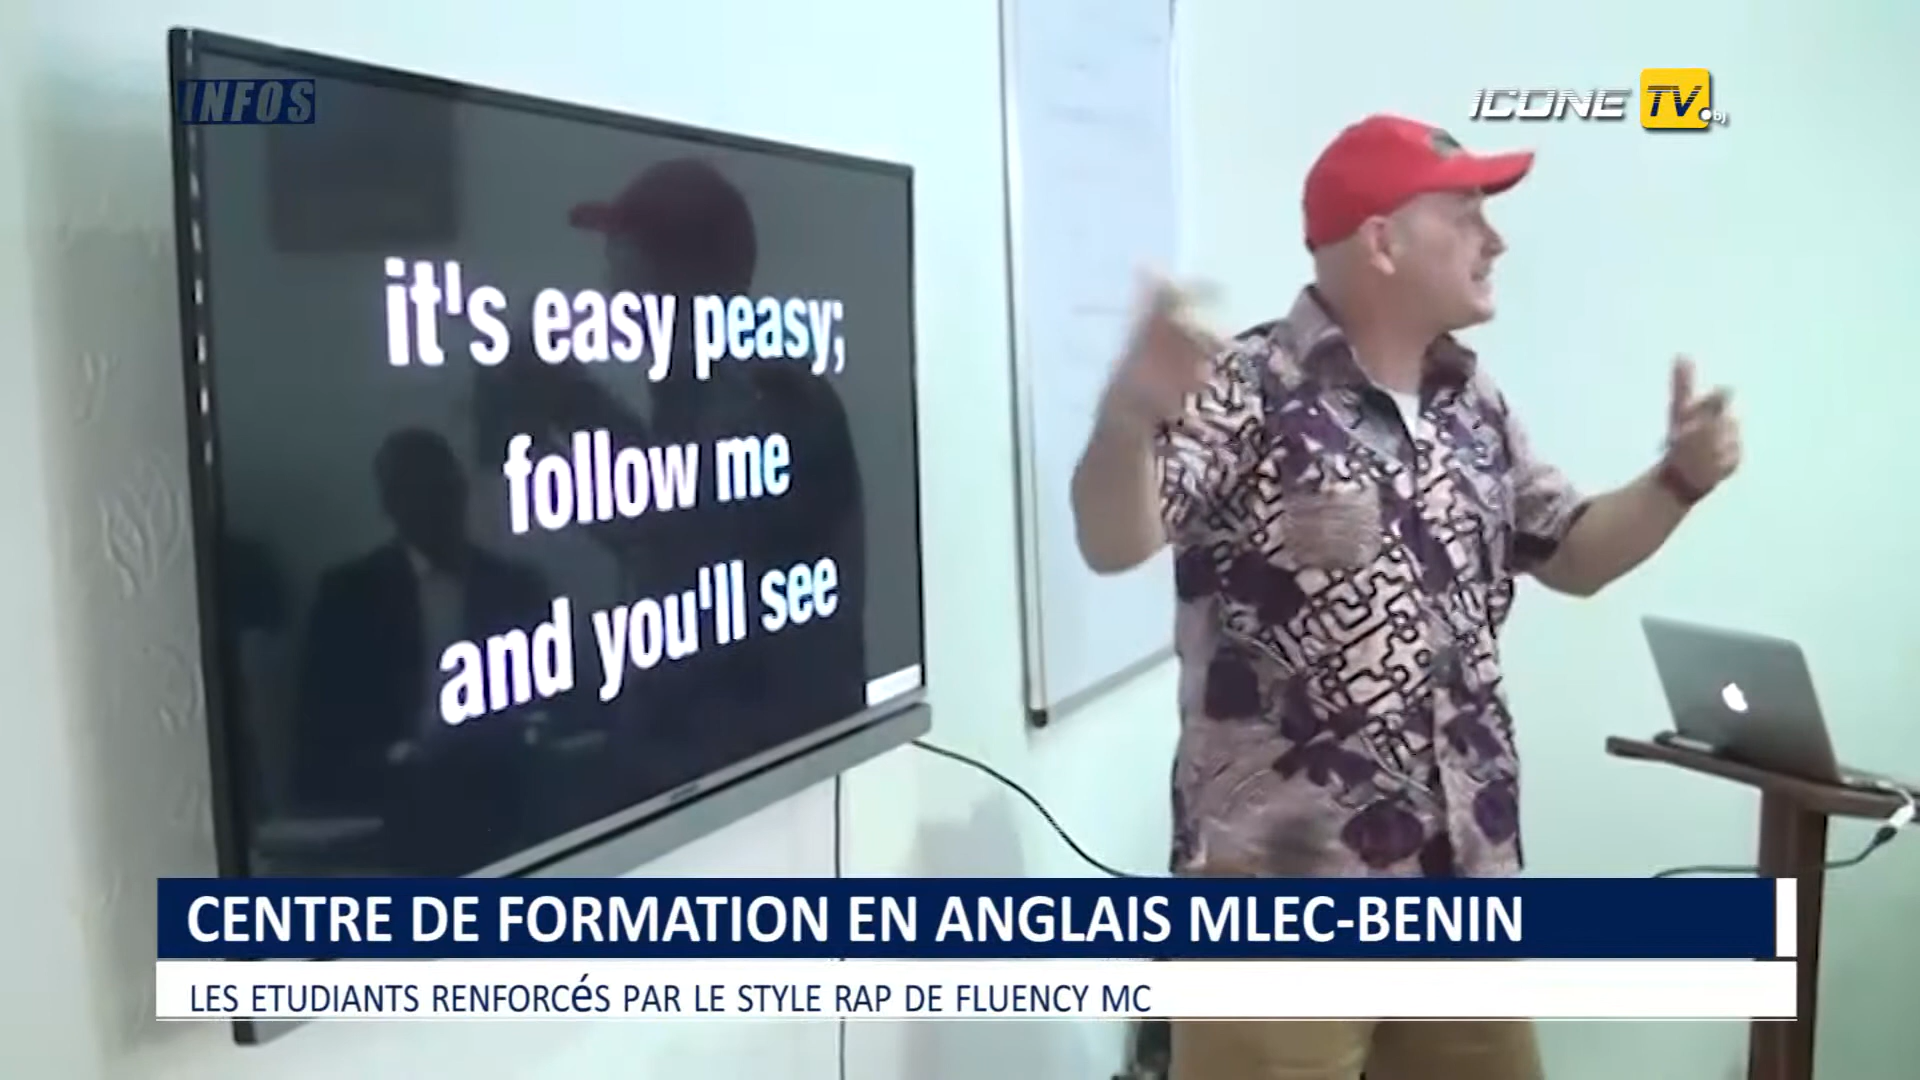 INFOS
ICONE TV.bj
it's easy peasy;
follow me
and you'll see
CENTRE DE FORMATION EN ANGLAIS MLEC-BENIN
LES ETUDIANTS RENFORCéS PAR LE STYLE RAP DE FLUENCY MC